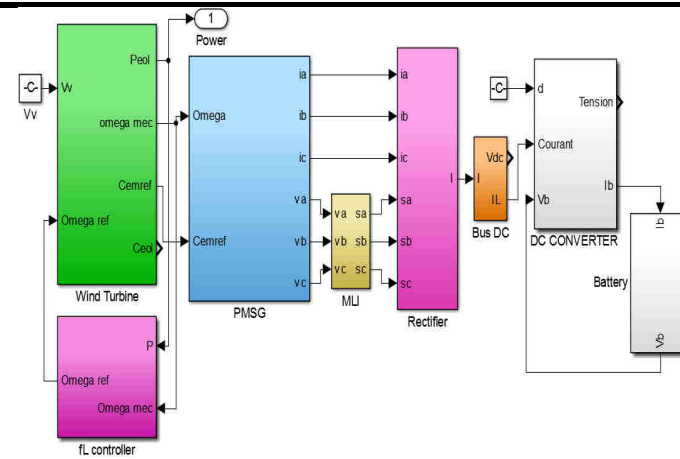 1
Power
-C-
Vv
Vv
Peol
omega mec
Cemref
Omega ref
Ceol
Wind Turbine
P
Omega ref
Omega mec
fL controller
Omega
Cemref
ia
ib
ic
va
vb
vc
PMSG
va sa
vb sb
vc sc
MLI
ia
ib
ic
sa
sb
sc
I
Rectifier
Vdc
I
IL
Bus DC
-C-
d
Tension
Courant
Ib
Vb
DC CONVERTER
Ib
Battery
Vb